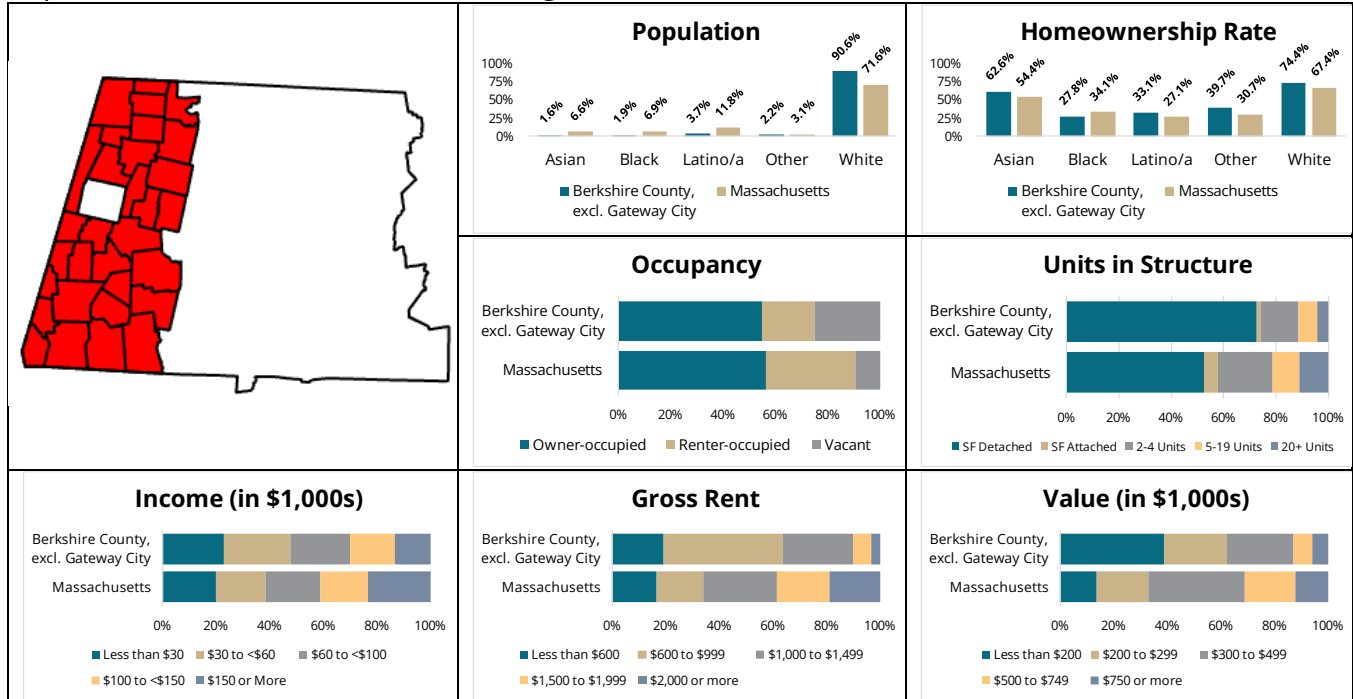 Population
100%
75%
50%
25%
0%
1.6%
6.6%
1.9%
6.9%
3.7%
11.8%
2.2%
3.1%
90.6%
71.6%
Asian Black Latino/a Other White
Berkshire County, Massachusetts
excl. Gateway City
Homeownership Rate
100%
75%
50%
25%
0%
62.6%
54.4%
27.8%
34.1%
33.1%
27.1%
39.7%
30.7%
74.4%
67.4%
Asian Black Latino/a Other White
Berkshire County, Massachusetts
excl. Gateway City
Occupancy
Berkshire County,
excl. Gateway City
Massachusetts
0% 20% 40% 60% 80% 100%
Owner-occupied Renter-occupied Vacant
Units in Structure
Berkshire County,
excl. Gateway City
Massachusetts
0% 20% 40% 60% 80% 100%
SF Detached SF Attached 2-4 Units 5-19 Units 20+ Units
Income (in $1,000s)
Berkshire County,
excl. Gateway City
Massachusetts
0% 20% 40% 60% 80% 100%
Less than $30 $30 to <$60 $60 to <$100
$100 to <$150 $150 or More
Gross Rent
Berkshire County,
excl. Gateway City
Massachusetts
0% 20% 40% 60% 80% 100%
Less than $600 $600 to $999 $1,000 to $1,499
$1,500 to $1,999 $2,000 or more
Value (in $1,000s)
Berkshire County,
excl. Gateway City
Massachusetts
0% 20% 40% 60% 80% 100%
Less than $200 $200 to $299 $300 to $499
$500 to $749 $750 or more